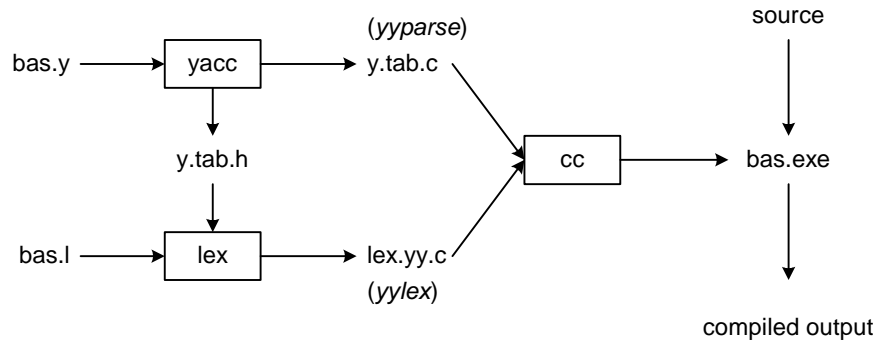 source
(yyparse)
bas.y yacc y.tab.c
y.tab.h cc bas.exe
bas.l lex lex.yy.c
(yylex)
compiled output